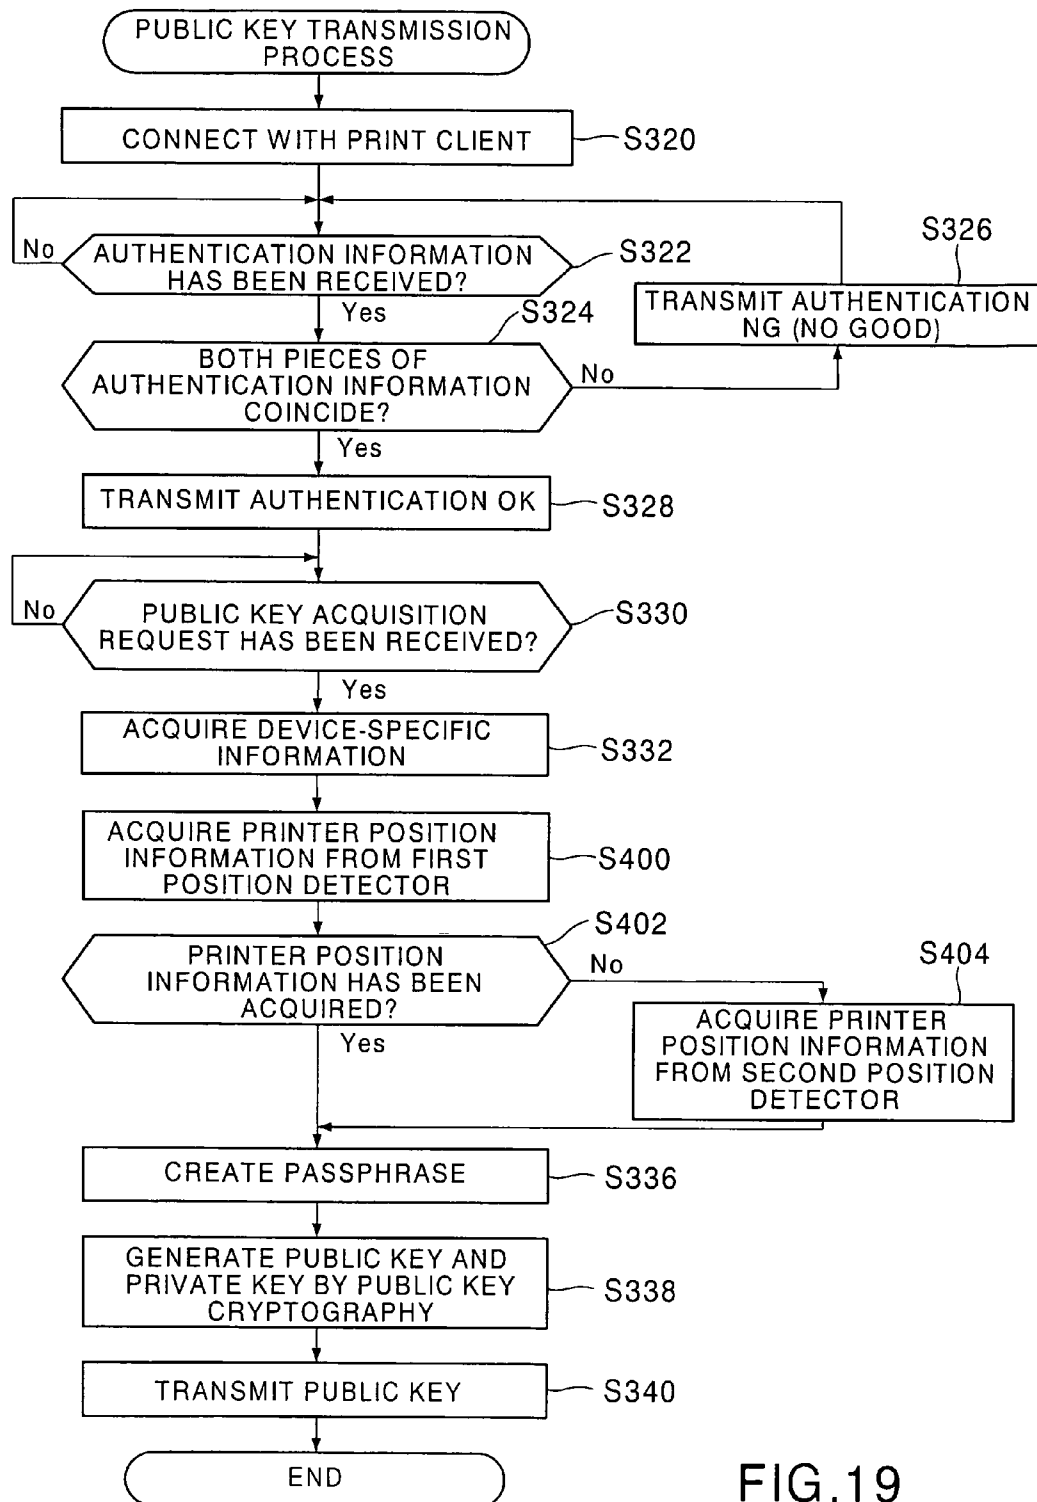 PUBLIC KEY TRANSMISSION
PROCESS
CONNECT WITH PRINT CLIENT
S320
No
AUTHENTICATION INFORMATION
HAS BEEN RECEIVED?
S322
S326
TRANSMIT AUTHENTICATION
NG (NO GOOD)
Yes
S324
BOTH PIECES OF
AUTHENTICATION INFORMATION
COINCIDE?
No
Yes
TRANSMIT AUTHENTICATION OK
S328
No
PUBLIC KEY ACQUISITION
REQUEST HAS BEEN RECEIVED?
S330
Yes
ACQUIRE DEVICE-SPECIFIC
INFORMATION
S332
ACQUIRE PRINTER POSITION
INFORMATION FROM FIRST
POSITION DETECTOR
S400
S402
PRINTER POSITION
INFORMATION HAS BEEN
ACQUIRED?
No
S404
ACQUIRE PRINTER
POSITION INFORMATION
FROM SECOND POSITION
DETECTOR
Yes
CREATE PASSPHRASE
S336
GENERATE PUBLIC KEY AND
PRIVATE KEY BY PUBLIC KEY
CRYPTOGRAPHY
S338
TRANSMIT PUBLIC KEY
S340
END
FIG.19